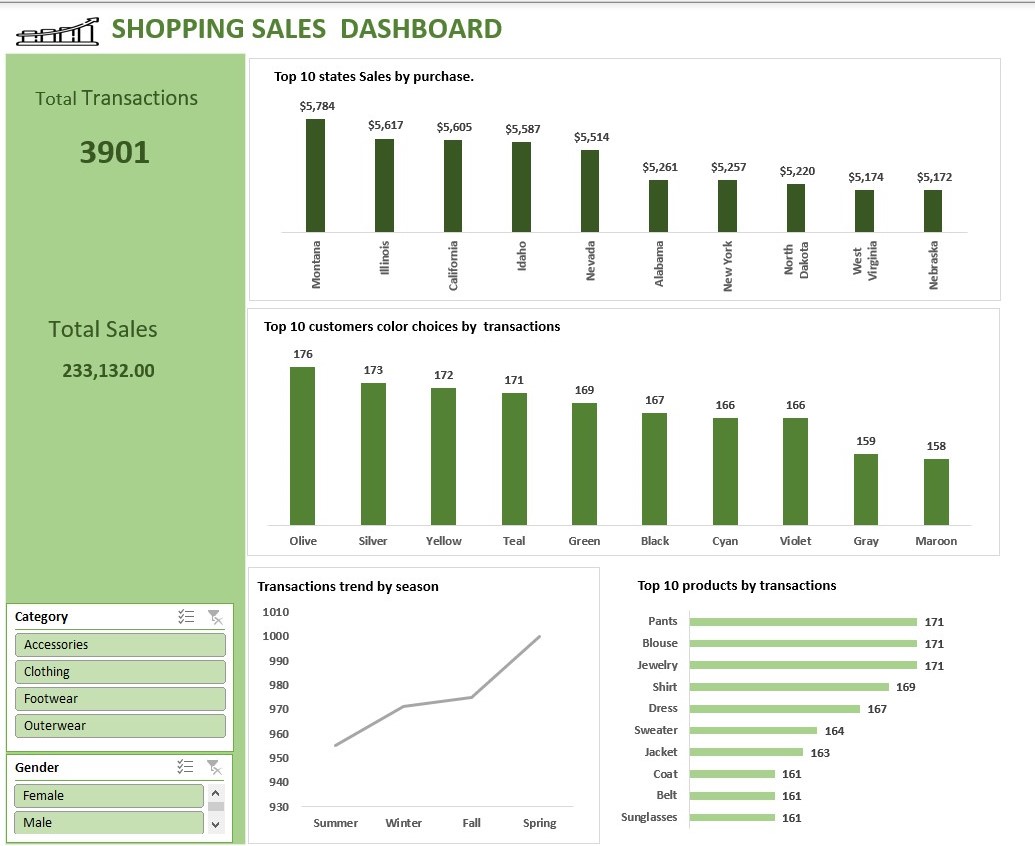 SHOPPING SALES DASHBOARD
Total Transactions
3901
Total Sales
233,132.00
Category
Accessories
Clothing
Footwear
Outerwear
Gender
Female
Male
Top 10 states Sales by purchase.
$5,784
$5,617
$5,605
$5,587
$5,514
$5,261
$5,257
$5,220
$5,174
$5,172
Montana
Illinois
California
Idaho
Nevada
Alabama
New York
North
Dakota
West
Virginia
Nebraska
Top 10 customers color choices by transactions
176
173
172
171
169
167
166
166
159
158
Olive
Silver
Yellow
Teal
Green
Black
Cyan
Violet
Gray
Maroon
Transactions trend by season
1010
1000
990
980
970
960
950
940
930
Summer
Winter
Fall
Spring
Top 10 products by transactions
Pants 171
Blouse 171
Jewelry 171
Shirt 169
Dress 167
Sweater 164
Jacket 163
Coat 161
Belt 161
Sunglasses 161